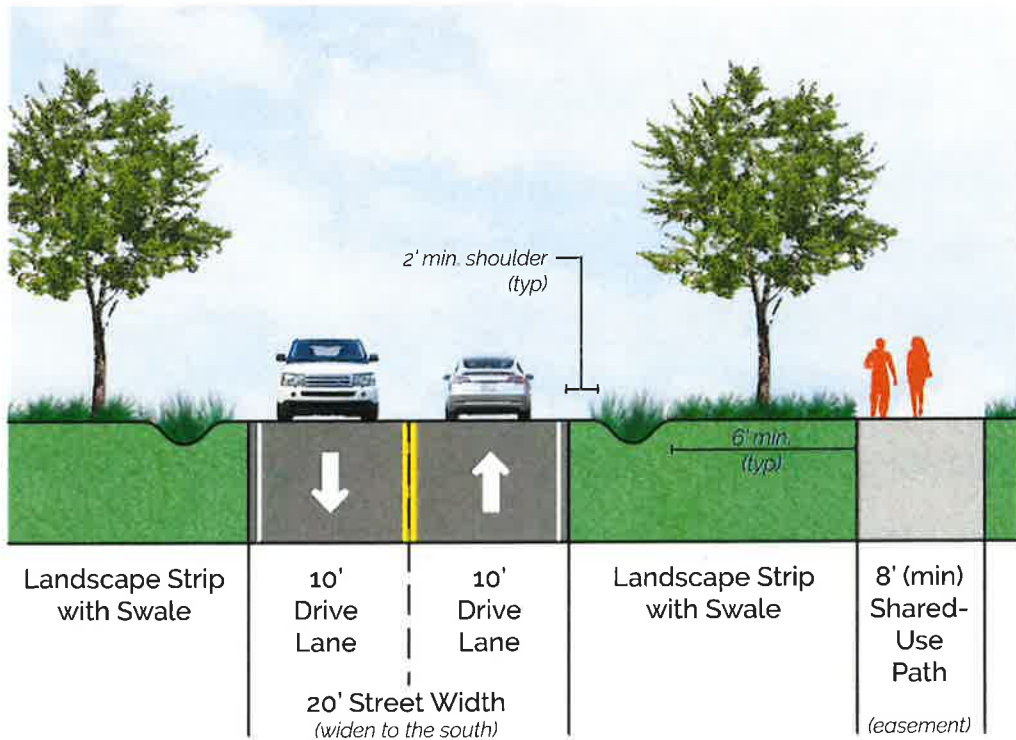 2' min. shoulder
(typ)
6' min.
(typ)
Landscape Strip
with Swale
10'
Drive
Lane
10'
Drive
Lane
Landscape Strip
with Swale
8' (min)
Shared-
Use
Path
(easement)
20' Street Width
(widen to the south)